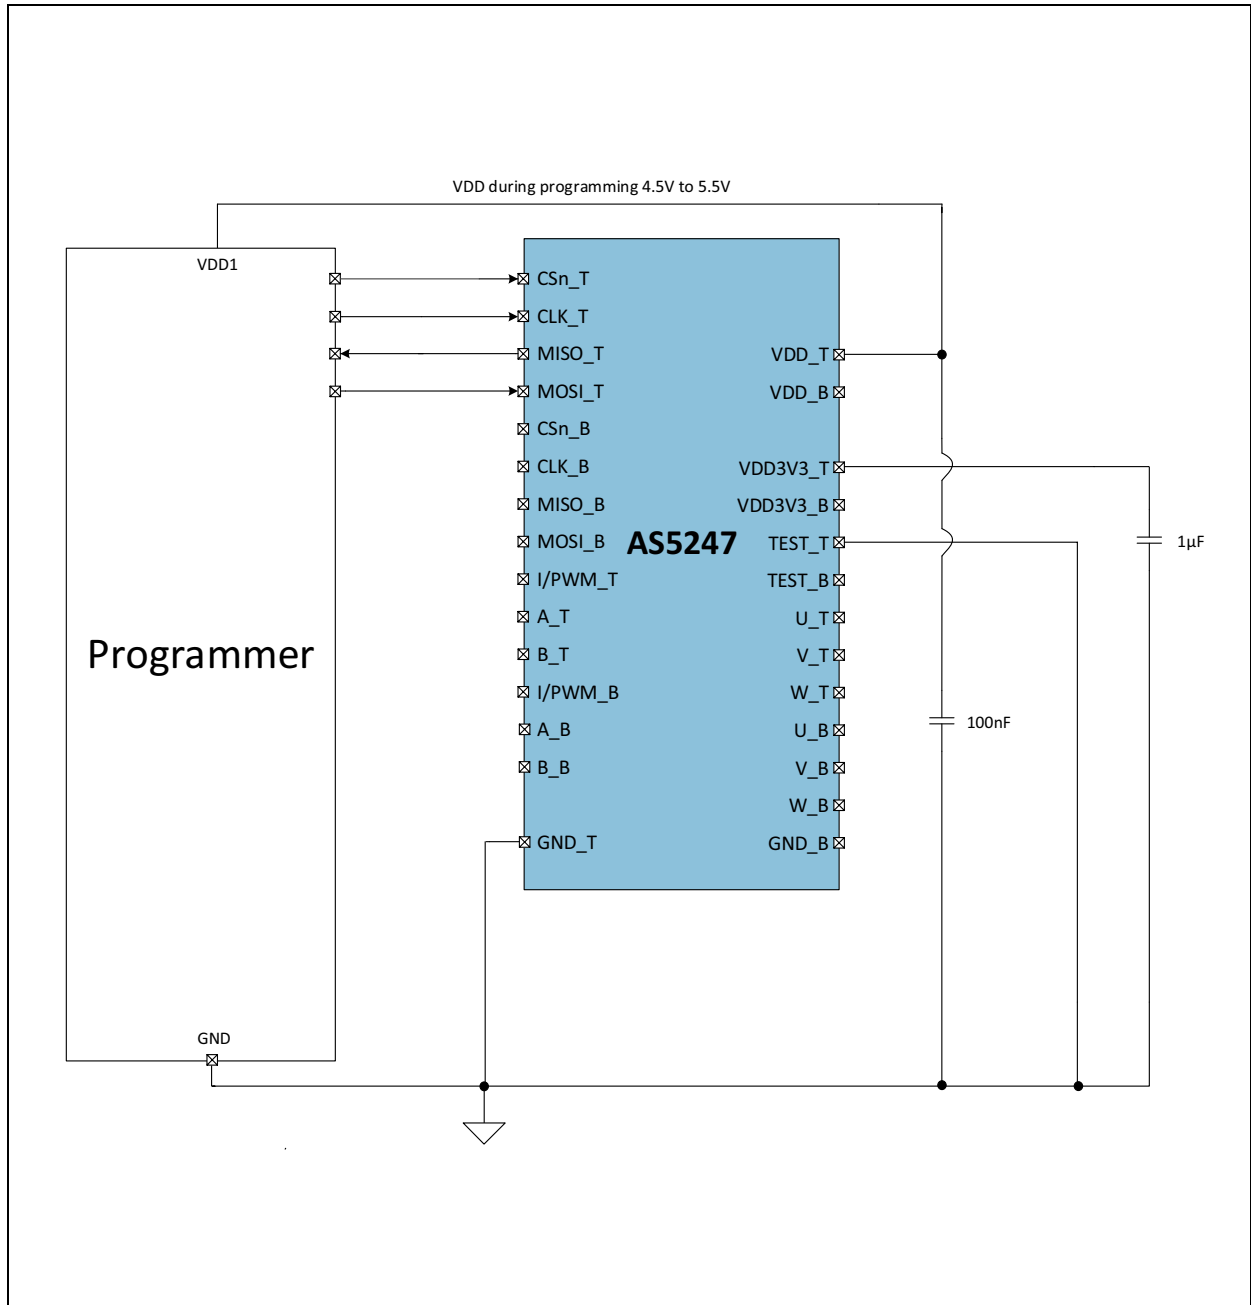 VDD during programming 4.5V to 5.5V
VDD1
Programmer
GND
CSn_T
CLK_T
MISO_T
MOSI_T
CSn_B
CLK_B
MISO_B
MOSI_B
I/PWM_T
A_T
B_T
I/PWM_B
A_B
B_B
GND_T
AS5247
VDD_T
VDD_B
VDD3V3_T
VDD3V3_B
TEST_T
TEST_B
U_T
V_T
W_T
U_B
V_B
W_B
GND_B
100nF
1µF